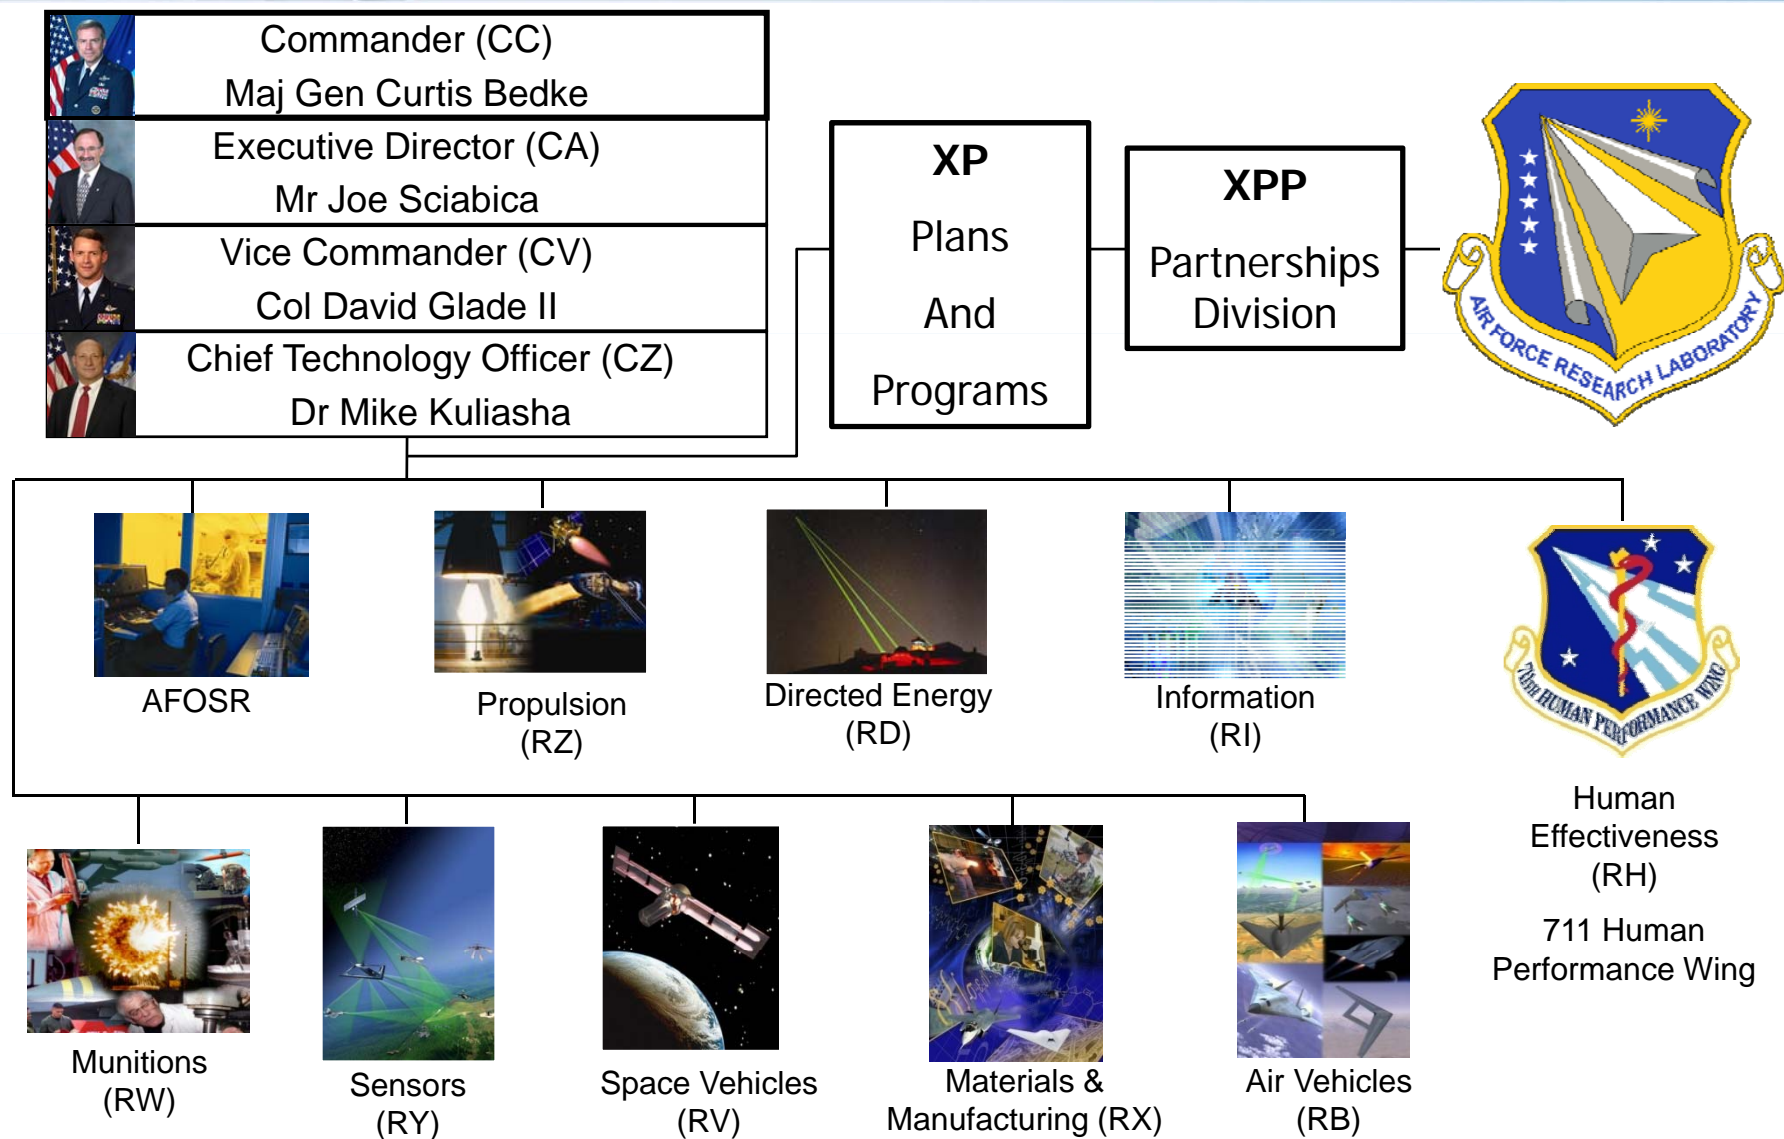 Commander (CC)
Maj Gen Curtis Bedke
Executive Director (CA)
Mr Joe Sciabica
Vice Commander (CV)
Col David Glade II
Chief Technology Officer (CZ)
Dr Mike Kuliasha
XP
Plans
And
Programs
XPP
Partnerships
Division
AIR FORCE RESEARCH LABORATORY
AFOSR
Propulsion
(RZ)
Directed Energy
(RD)
Information
(RI)
711TH HUMAN PERFORMANCE WING
Human
Effectiveness
(RH)
711 Human
Performance Wing
Munitions
(RW)
Sensors
(RY)
Space Vehicles
(RV)
Materials &
Manufacturing (RX)
Air Vehicles
(RB)